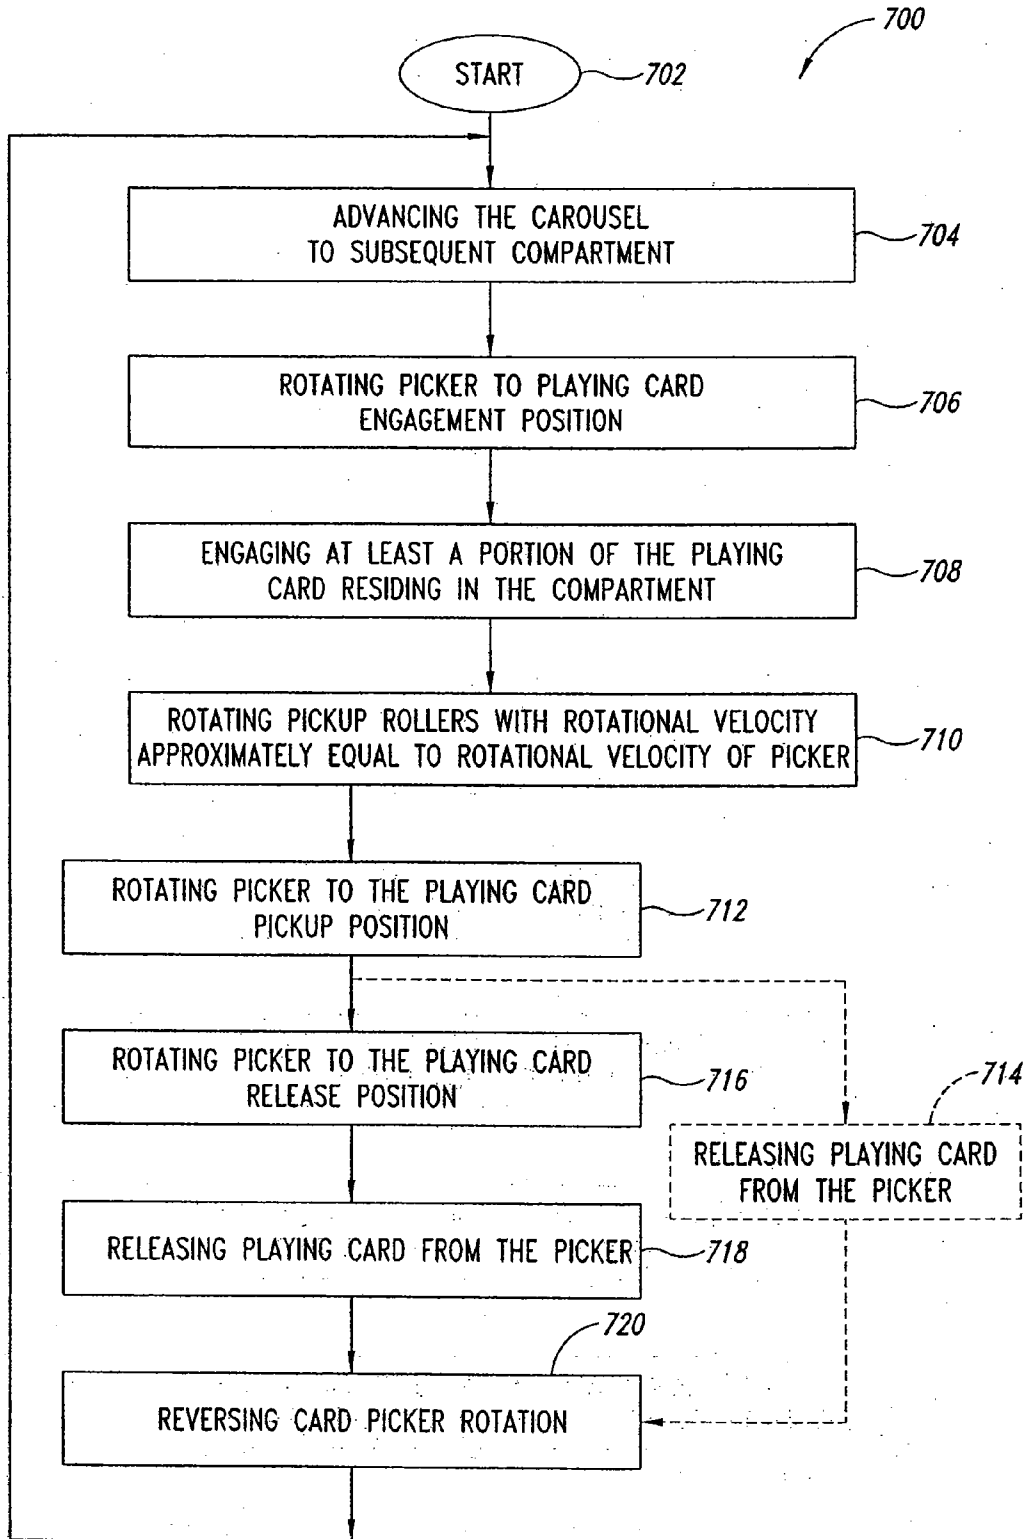 700
START
702
ADVANCING THE CAROUSEL
TO SUBSEQUENT COMPARTMENT
704
ROTATING PICKER TO PLAYING CARD
ENGAGEMENT POSITION
706
ENGAGING AT LEAST A PORTION OF THE PLAYING
CARD RESIDING IN THE COMPARTMENT
708
ROTATING PICKUP ROLLERS WITH ROTATIONAL VELOCITY
APPROXIMATELY EQUAL TO ROTATIONAL VELOCITY OF PICKER
710
ROTATING PICKER TO THE PLAYING CARD
PICKUP POSITION
712
ROTATING PICKER TO THE PLAYING CARD
RELEASE POSITION
716
714
RELEASING PLAYING CARD
FROM THE PICKER
RELEASING PLAYING CARD FROM THE PICKER
718
720
REVERSING CARD PICKER ROTATION